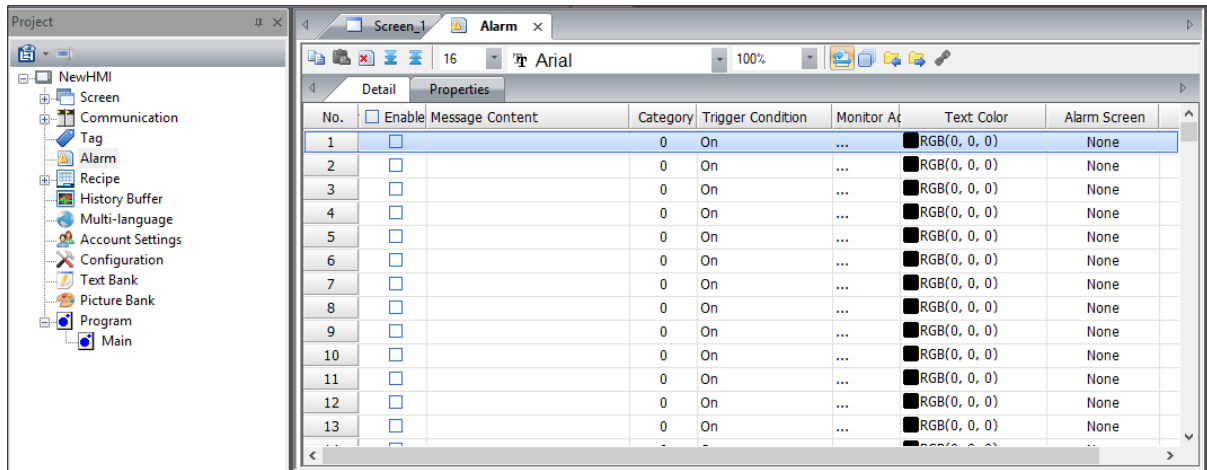 Project
NewHMI
Screen
Communication
Tag
Alarm
Recipe
History Buffer
Multi-language
Account Settings
Configuration
Text Bank
Picture Bank
Program
Main
Screen_1 Alarm
16 Arial 100%
Detail Properties
No. Enable Message Content Category Trigger Condition Monitor Ad Text Color Alarm Screen
1 0 On ... RGB(0, 0, 0) None
2 0 On ... RGB(0, 0, 0) None
3 0 On ... RGB(0, 0, 0) None
4 0 On ... RGB(0, 0, 0) None
5 0 On ... RGB(0, 0, 0) None
6 0 On ... RGB(0, 0, 0) None
7 0 On ... RGB(0, 0, 0) None
8 0 On ... RGB(0, 0, 0) None
9 0 On ... RGB(0, 0, 0) None
10 0 On ... RGB(0, 0, 0) None
11 0 On ... RGB(0, 0, 0) None
12 0 On ... RGB(0, 0, 0) None
13 0 On ... RGB(0, 0, 0) None